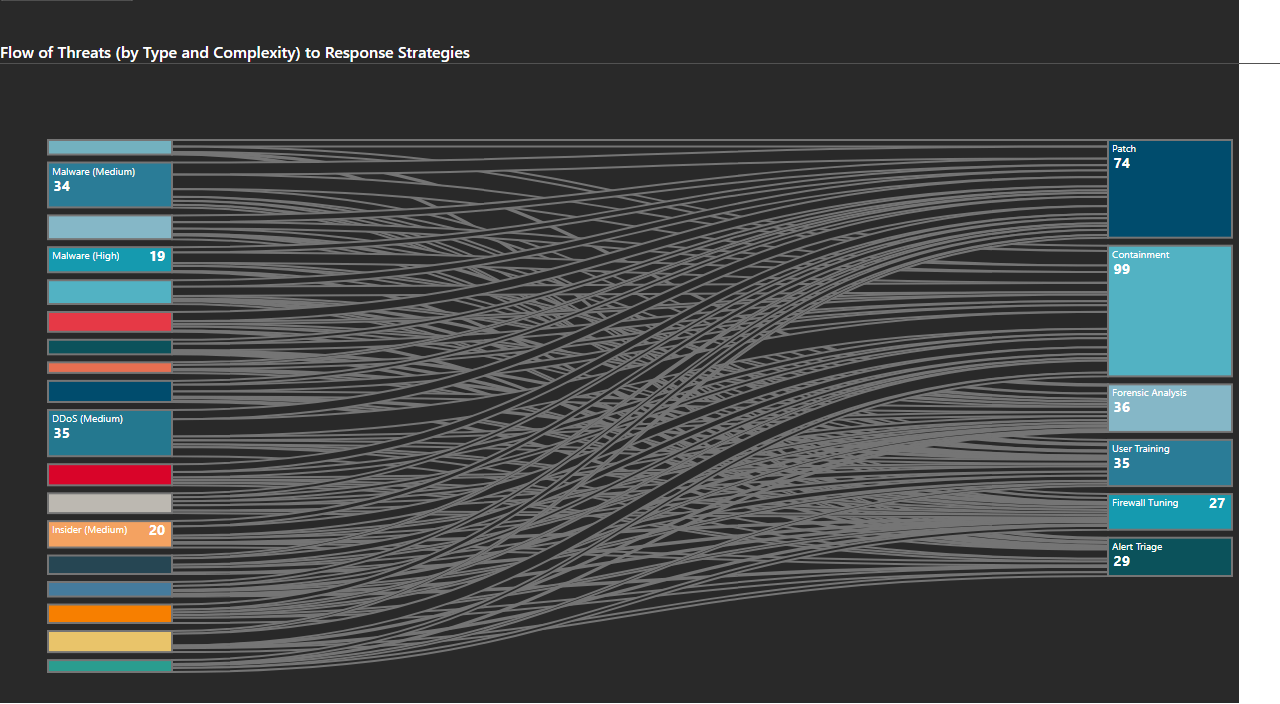 Flow of Threats (by Type and Complexity) to Response Strategies
Malware (Medium)
34
Malware (High) 19
DDoS (Medium)
35
Insider (Medium) 20
Patch
74
Containment
99
Forensic Analysis
36
User Training
35
Firewall Tuning 27
Alert Triage
29